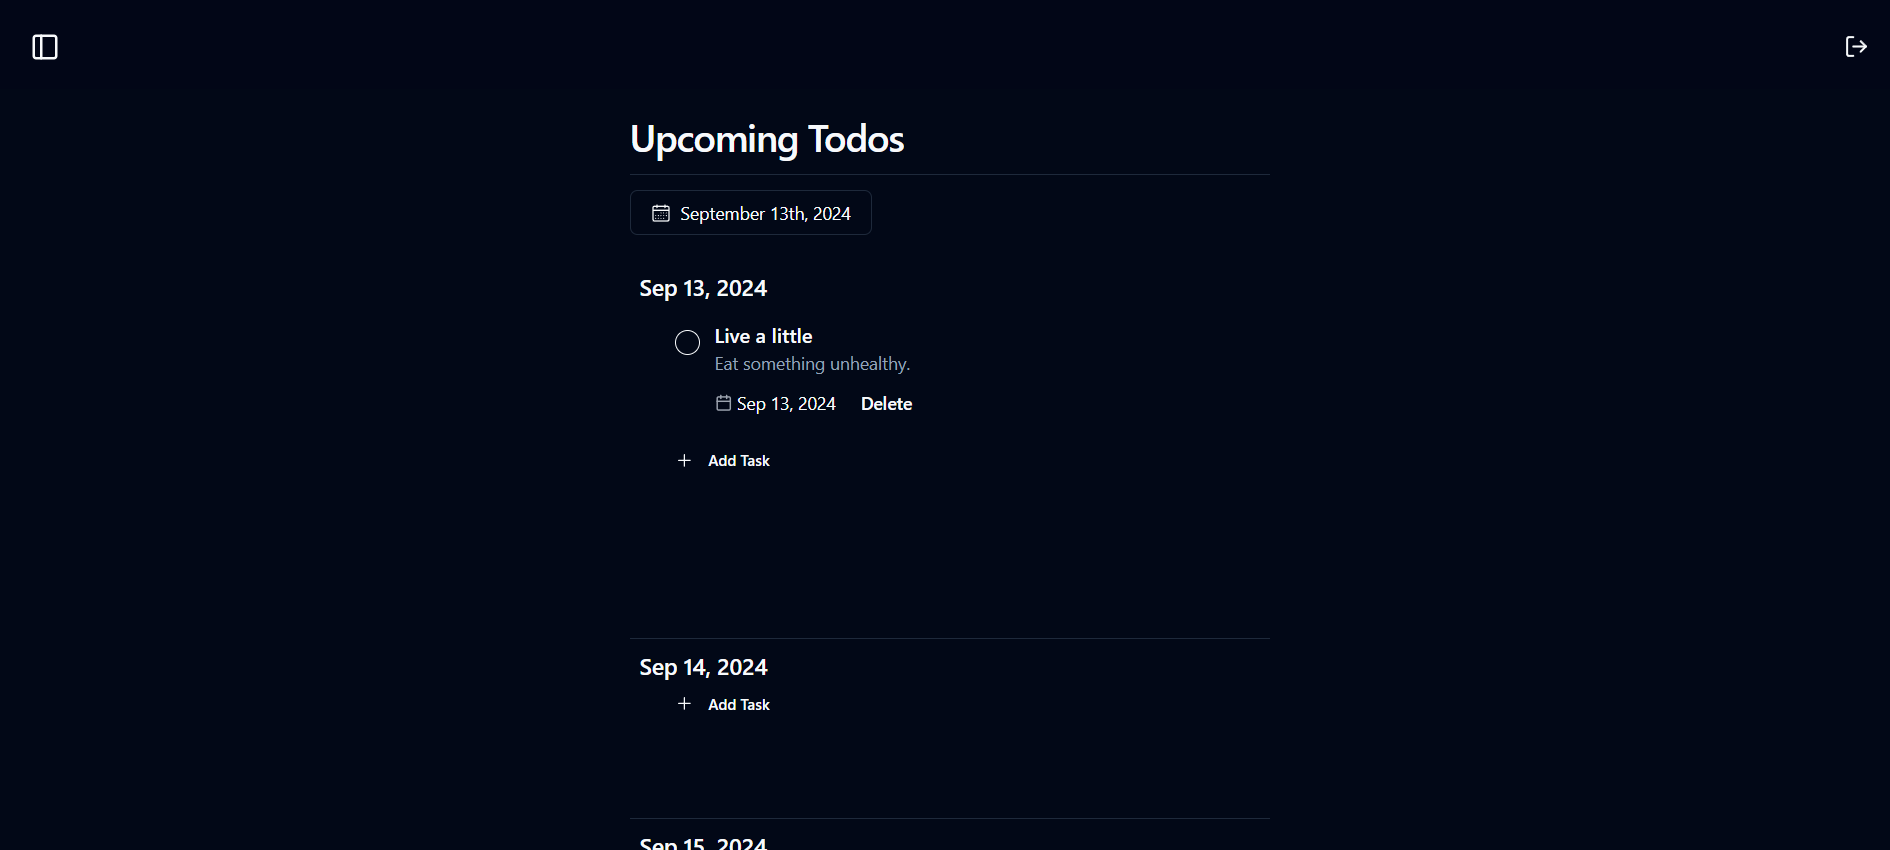 Upcoming Todos
September 13th, 2024
Sep 13, 2024
Live a little
Eat something unhealthy.
Sep 13, 2024 Delete
Add Task
Sep 14, 2024
Add Task
Sep 15, 2024